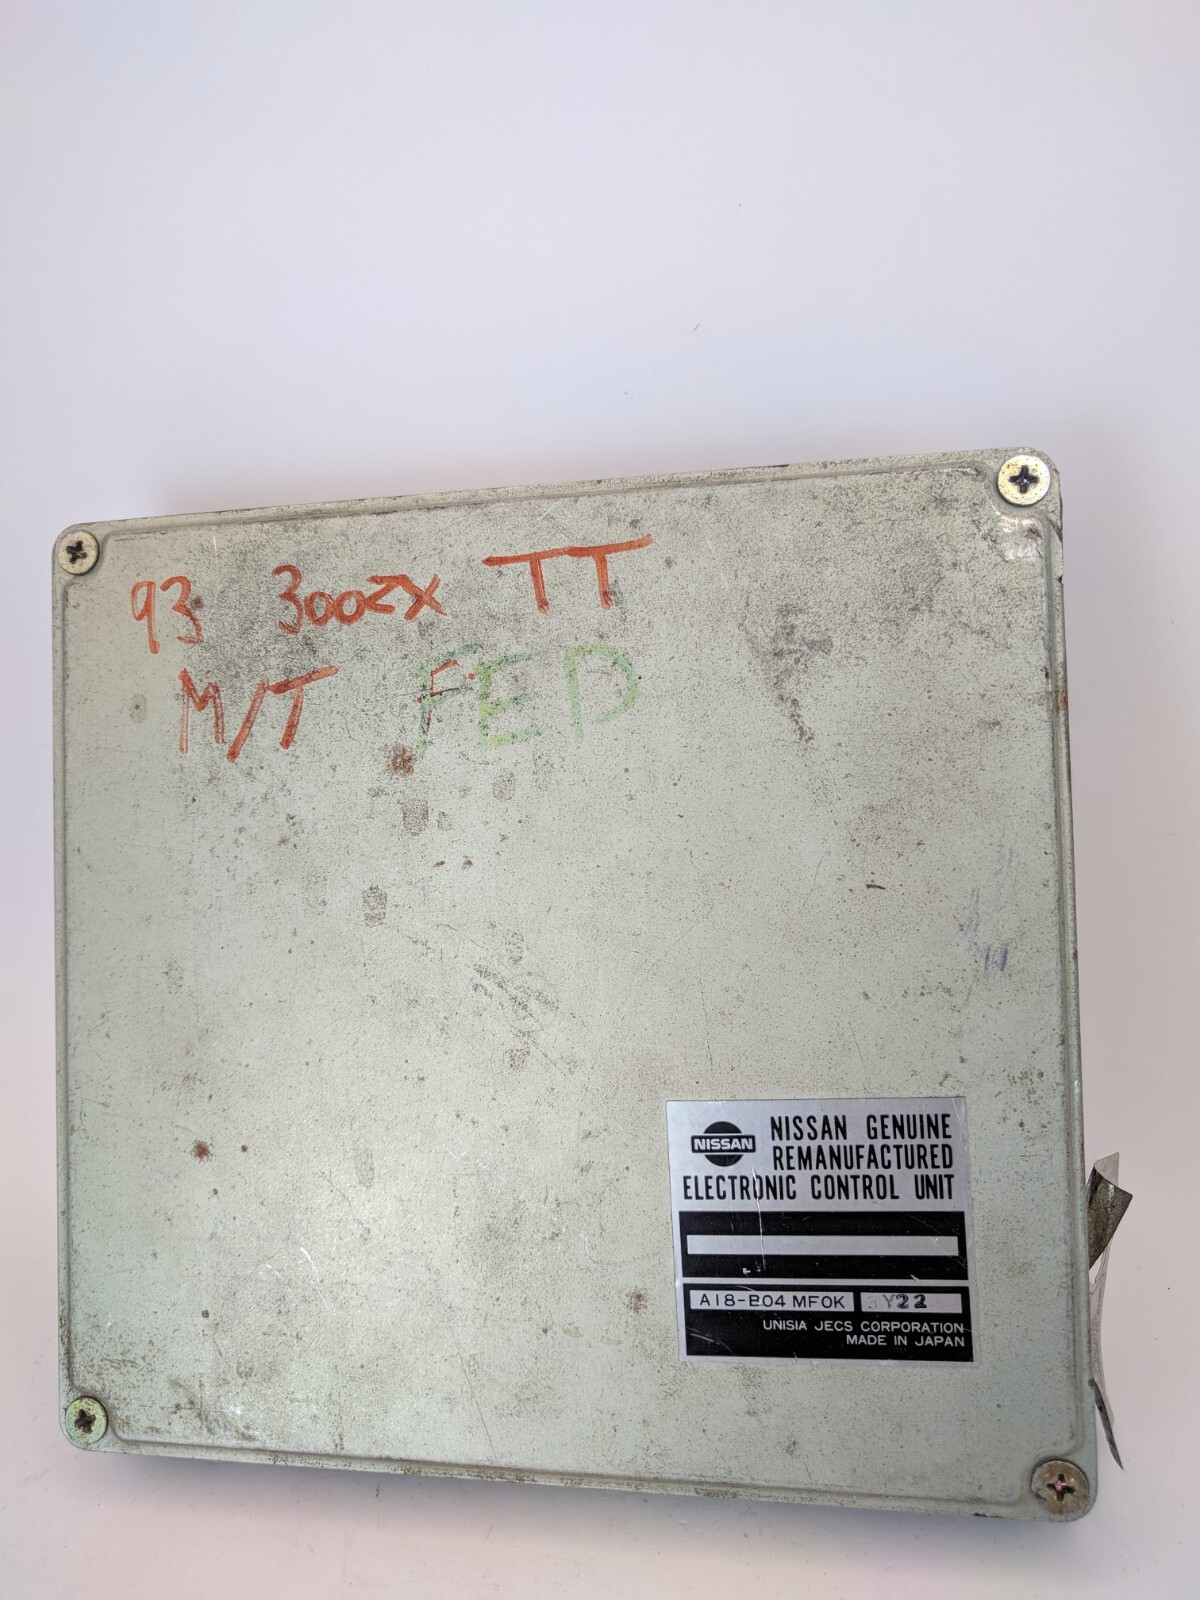 93 300ZX TT
M/T FED
NISSAN
NISSAN GENUINE
REMANUFACTURED
ELECTRONIC CONTROL UNIT
A18-B04 MF0K
Y22
UNISIA JECS CORPORATION
MADE IN JAPAN